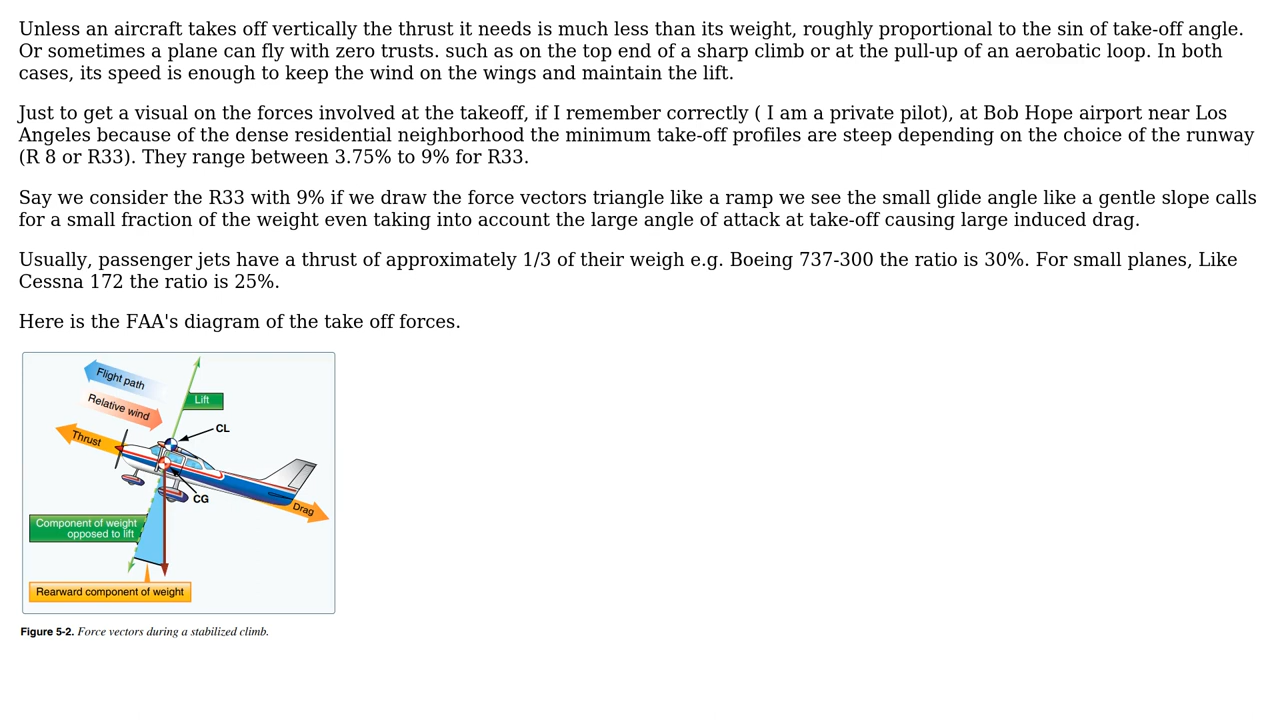 Unless an aircraft takes off vertically the thrust it needs is much less than its weight, roughly proportional to the sin of take-off angle.
Or sometimes a plane can fly with zero trusts. such as on the top end of a sharp climb or at the pull-up of an aerobatic loop. In both
cases, its speed is enough to keep the wind on the wings and maintain the lift.
Just to get a visual on the forces involved at the takeoff, if I remember correctly ( I am a private pilot), at Bob Hope airport near Los
Angeles because of the dense residential neighborhood the minimum take-off profiles are steep depending on the choice of the runway
(R 8 or R33). They range between 3.75% to 9% for R33.
Say we consider the R33 with 9% if we draw the force vectors triangle like a ramp we see the small glide angle like a gentle slope calls
for a small fraction of the weight even taking into account the large angle of attack at take-off causing large induced drag.
Usually, passenger jets have a thrust of approximately 1/3 of their weigh e.g. Boeing 737-300 the ratio is 30%. For small planes, Like
Cessna 172 the ratio is 25%.
Here is the FAA's diagram of the take off forces.
Flight path
Relative wind
Lift
CL
Thrust
CG
Drag
Component of weight
opposed to lift
Rearward component of weight
Figure 5-2. Force vectors during a stabilized climb.